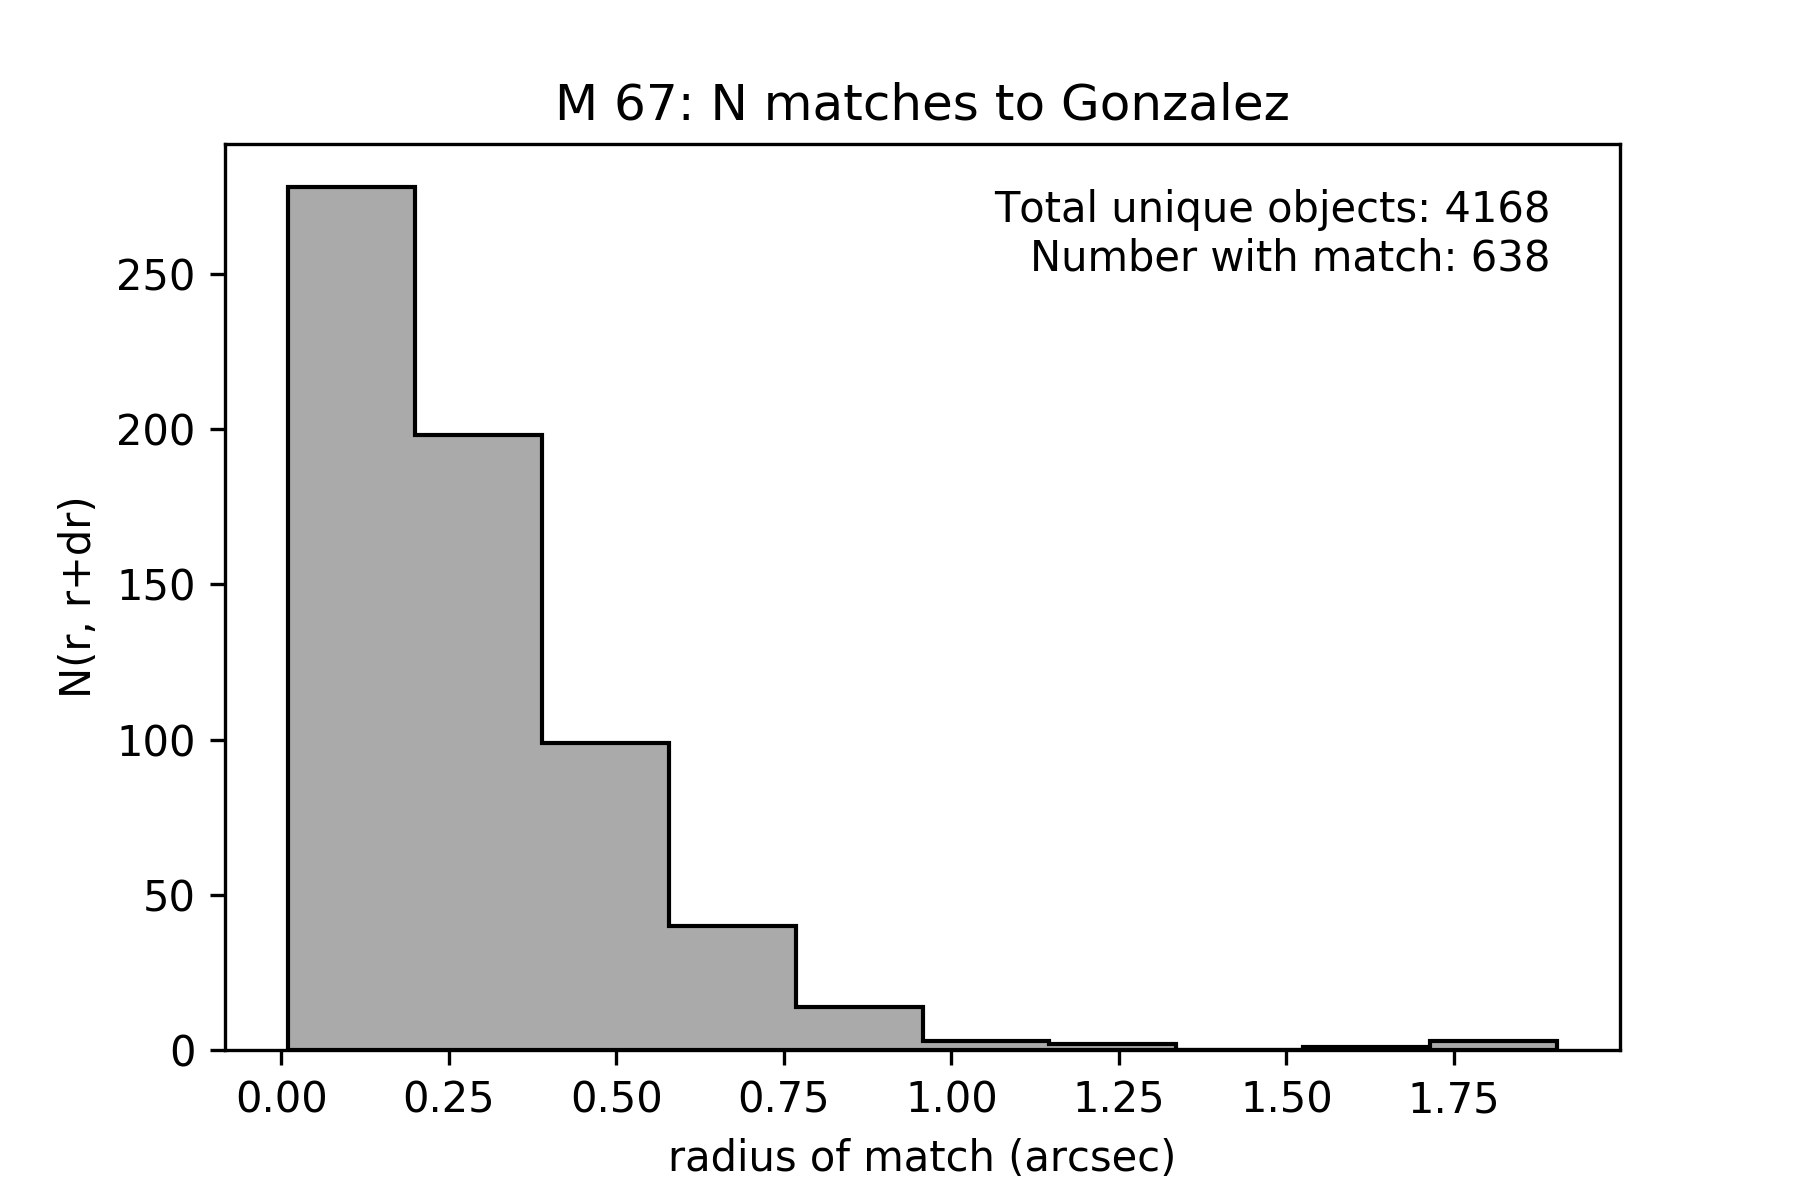 M 67: N matches to Gonzalez
Total unique objects: 4168
Number with match: 638
N(r, r+dr)
250
200
150
100
50
0
0.00 0.25 0.50 0.75 1.00 1.25 1.50 1.75
radius of match (arcsec)